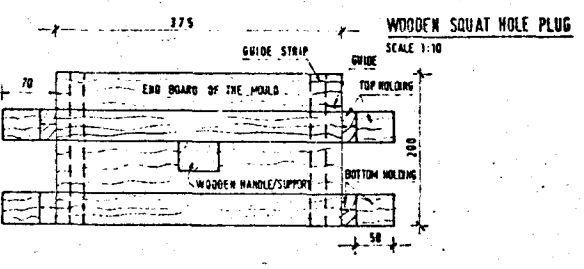 375
WOODEN SQUAT HOLE PLUG
SCALE 1:10
GUIDE STRIP
GUIDE
70
END BOARD OF THE MOULD
TOP HOLDING
200
WOODEN HANDLE/SUPPORT
BOTTOM HOLDING
50